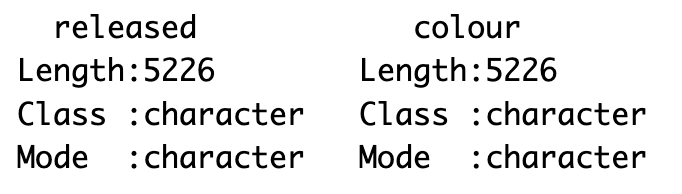 released colour
Length:5226 Length:5226
Class :character Class :character
Mode :character Mode :character